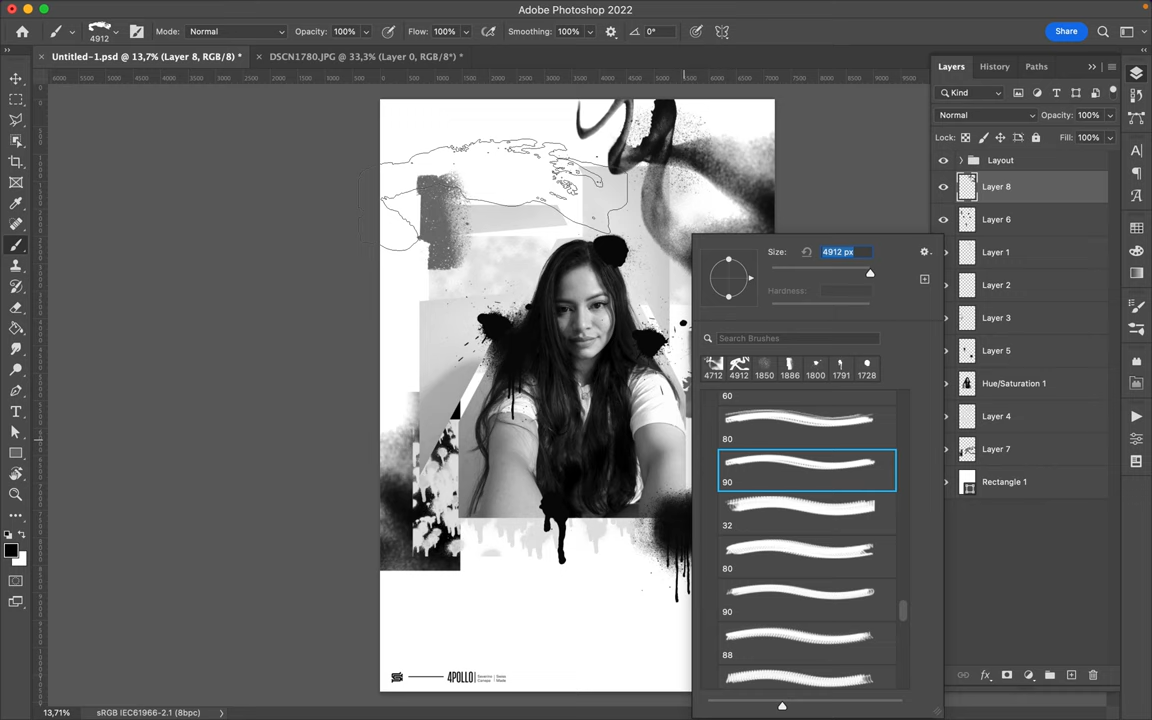 Adobe Photoshop 2022
4912
Mode: Normal
Opacity: 100%
Flow: 100%
Smoothing: 100%
0°
Share
Untitled-1.psd @ 13,7% (Layer 8, RGB/8) *
DSCN1780.JPG @ 33,3% (Layer 0, RGB/8*) *
Layers
History
Paths
Kind
Normal
Opacity: 100%
Lock:
Fill: 100%
Layout
Layer 8
Layer 6
Layer 1
Layer 2
Layer 3
Layer 5
Hue/Saturation 1
Layer 4
Layer 7
Rectangle 1
Size:
4912 px
Hardness:
Search Brushes
4712
4912
1850
1886
1800
1791
1728
60
80
90
32
80
90
88
4POLLO
13,71%
sRGB IEC61966-2.1 (8bpc)